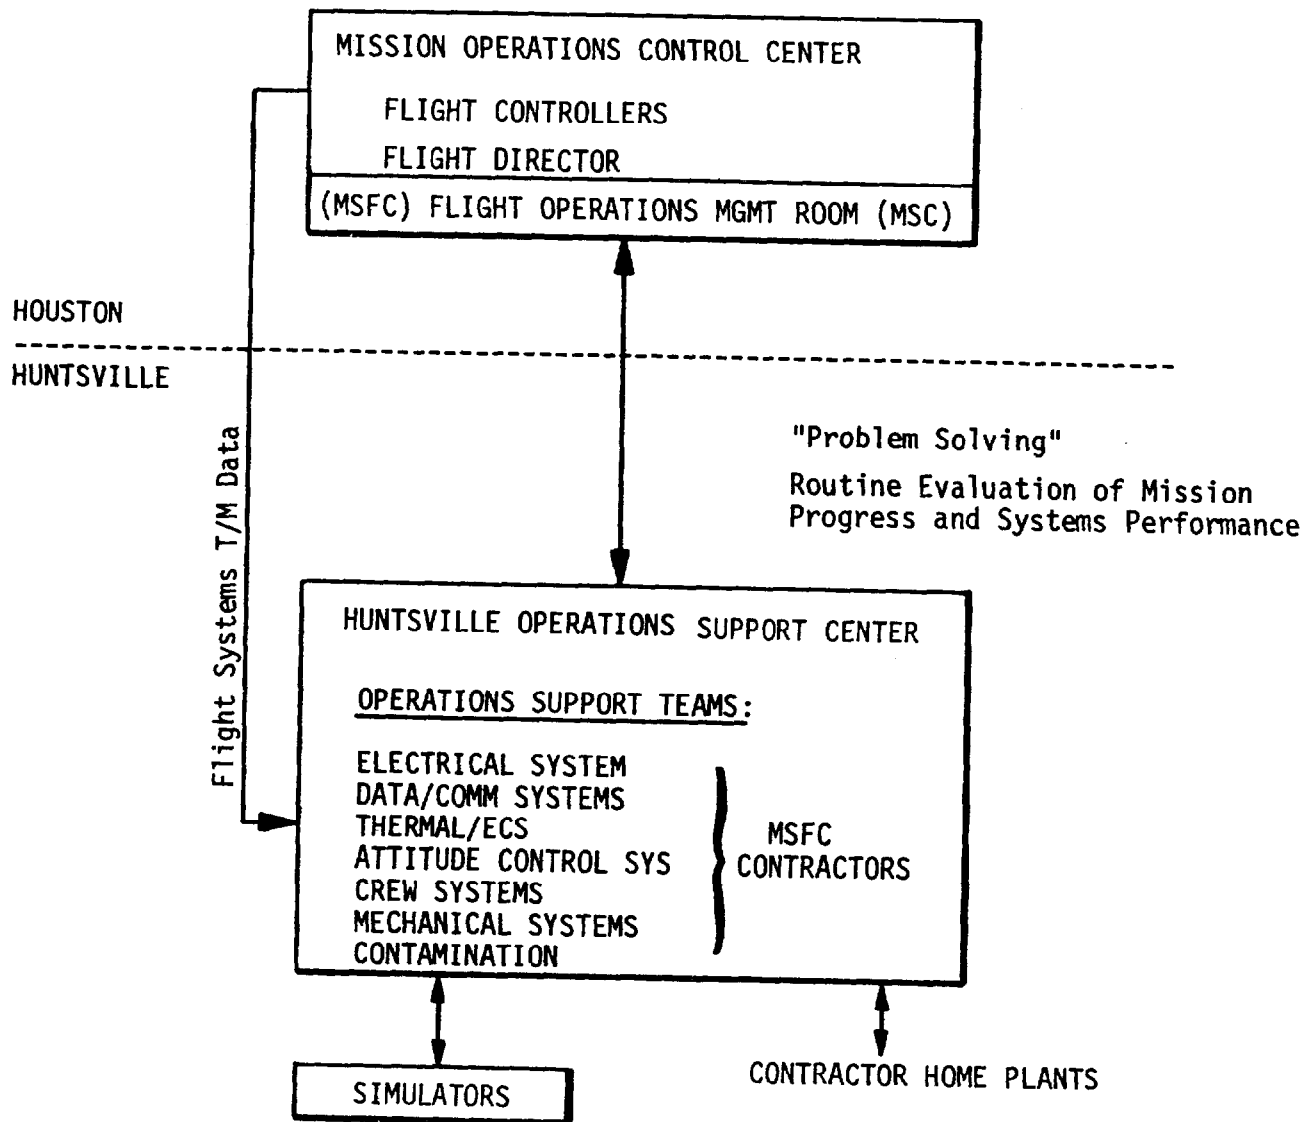 MISSION OPERATIONS CONTROL CENTER
FLIGHT CONTROLLERS
FLIGHT DIRECTOR
(MSFC) FLIGHT OPERATIONS MGMT ROOM (MSC)
HOUSTON
HUNTSVILLE
Flight Systems T/M Data
"Problem Solving"
Routine Evaluation of Mission
Progress and Systems Performance
HUNTSVILLE OPERATIONS SUPPORT CENTER
OPERATIONS SUPPORT TEAMS:
ELECTRICAL SYSTEM
DATA/COMM SYSTEMS
THERMAL/ECS
ATTITUDE CONTROL SYS
CREW SYSTEMS
MECHANICAL SYSTEMS
CONTAMINATION
MSFC
CONTRACTORS
SIMULATORS
CONTRACTOR HOME PLANTS